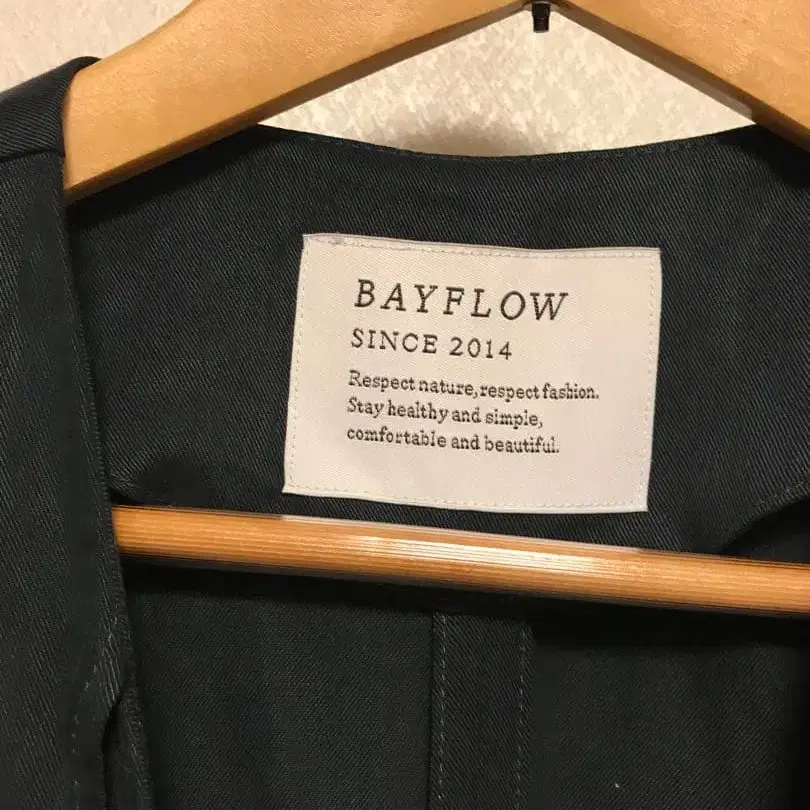 BAYFLOW
SINCE 2014
Respect nature, respect fashion.
Stay healthy and simple,
comfortable and beautiful.